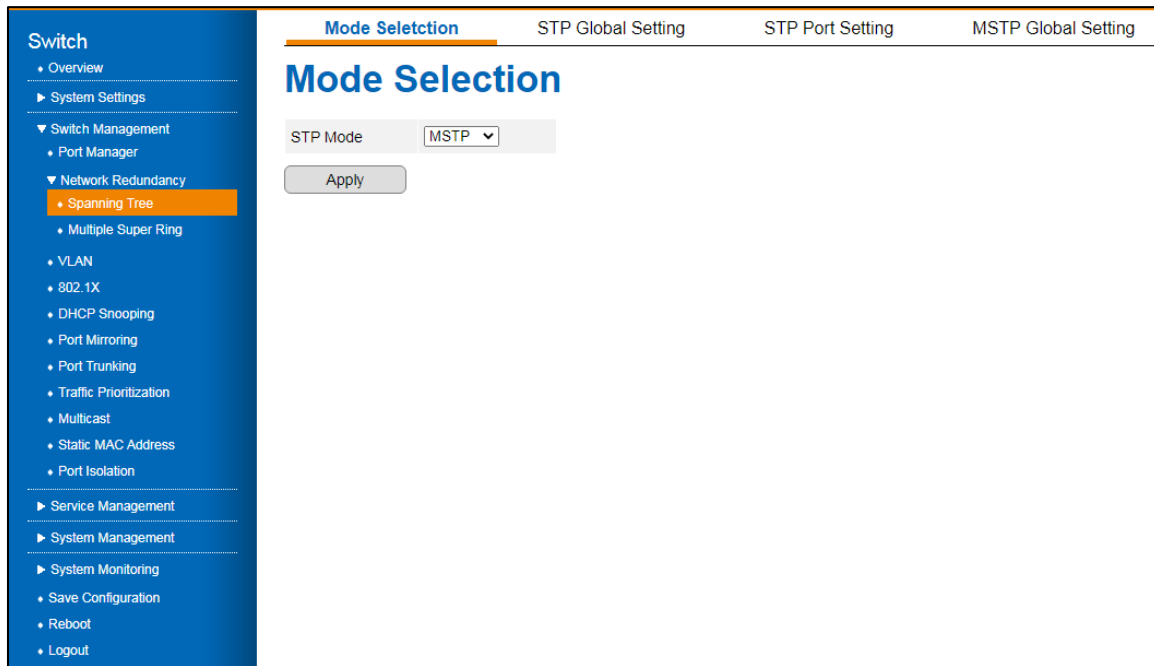 Switch
Overview
System Settings
Switch Management
Port Manager
Network Redundancy
Spanning Tree
Multiple Super Ring
VLAN
802.1X
DHCP Snooping
Port Mirroring
Port Trunking
Traffic Prioritization
Multicast
Static MAC Address
Port Isolation
Service Management
System Management
System Monitoring
Save Configuration
Reboot
Logout
Mode Seletction STP Global Setting STP Port Setting MSTP Global Setting
Mode Selection
STP Mode MSTP
Apply